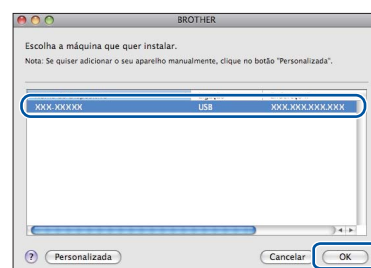 BROTHER
Escolha a máquina que quer instalar.
Nota: Se quiser adicionar o seu aparelho manualmente, clique no botão "Personalizada".
XXX-XXXXX USB XXX.XXX.XXX.XXX
? Personalizada Cancelar OK